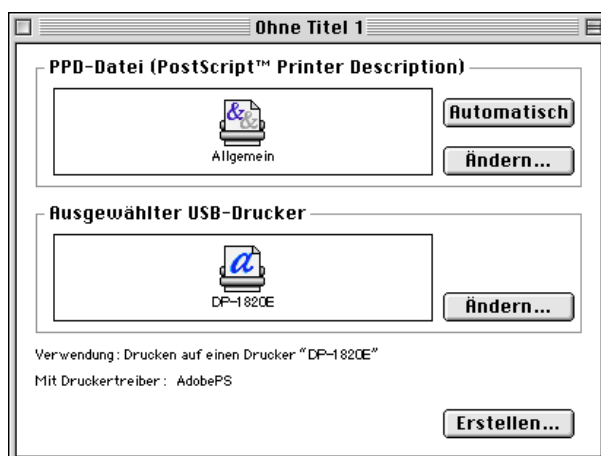 Ohne Titel 1
PPD-Datei (PostScript™ Printer Description)
Allgemein
Automatisch
Ändern...
Ausgewählter USB-Drucker
DP-1820E
Ändern...
Verwendung: Drucken auf einen Drucker "DP-1820E"
Mit Druckertreiber: AdobePS
Erstellen...